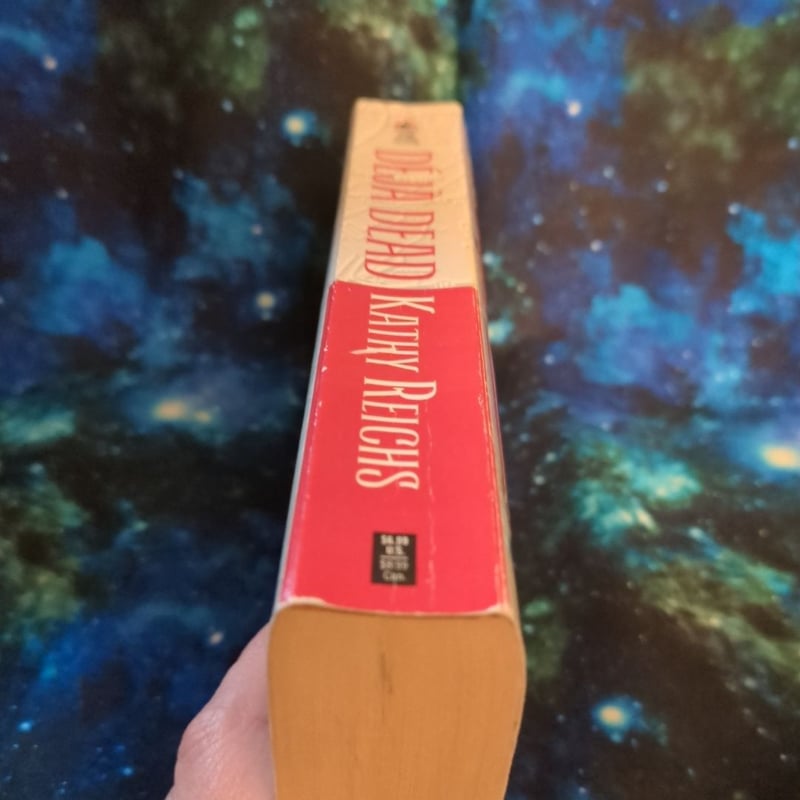 DÉJÀ DEAD
KATHY REICHS
$6.99
U.S.
$8.99
Can.